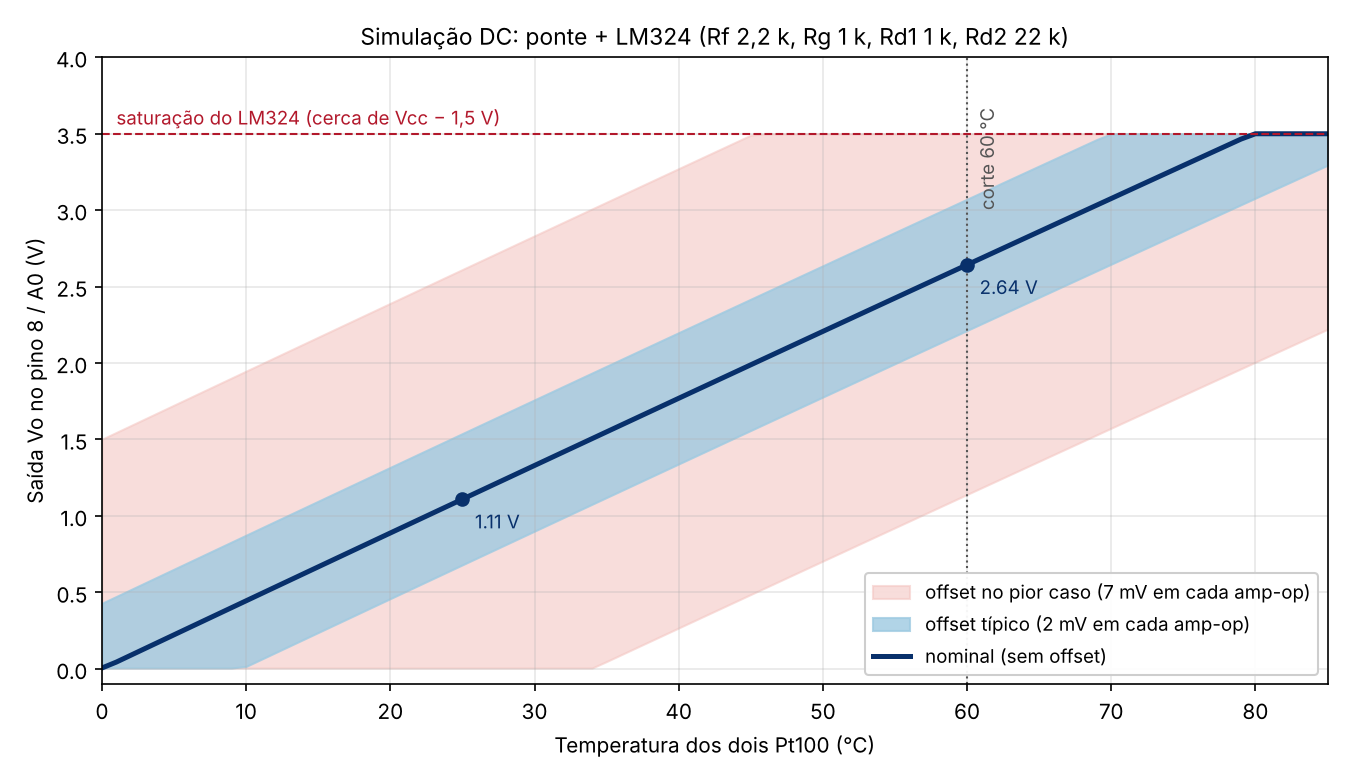 Simulação DC: ponte + LM324 (Rf 2,2 k, Rg 1 k, Rd1 1 k, Rd2 22 k)
Saída Vo no pino 8 / A0 (V)
4.0
3.5
3.0
2.5
2.0
1.5
1.0
0.5
0.0
saturação do LM324 (cerca de Vcc − 1,5 V)
corte 60 °C
2.64 V
1.11 V
offset no pior caso (7 mV em cada amp-op)
offset típico (2 mV em cada amp-op)
nominal (sem offset)
0 10 20 30 40 50 60 70 80
Temperatura dos dois Pt100 (°C)